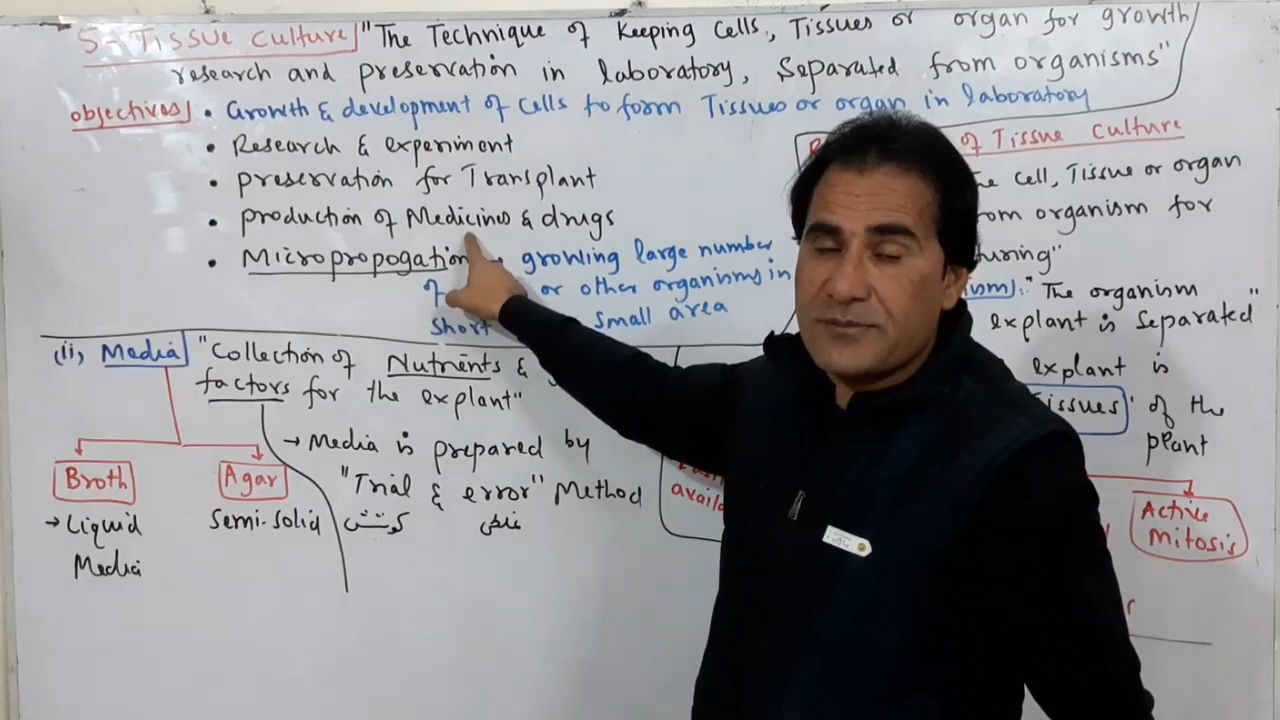 5- Tissue Culture "The Technique of Keeping Cells, Tissues or organ for growth
research and preservation in laboratory, Separated from organisms"
objectives • Growth & development of cells to form Tissues or organ in laboratory
• Research & experiment
• preservation for Transplant
• production of Medicines & drugs
• Micropropogation growing large number
of or other organisms in
short small area
of Tissue Culture
cell, Tissue or organ
from organism for
"The organism
explant is separated"
explant is
Tissues of the
plant
Active
Mitosis
(ii) Media "Collection of Nutrients &
factors for the explant"
→ Media is prepared by
"Trial & error" Method
کوشش غلطی
Broth
→ Liquid
Media
Agar
Semi-solid